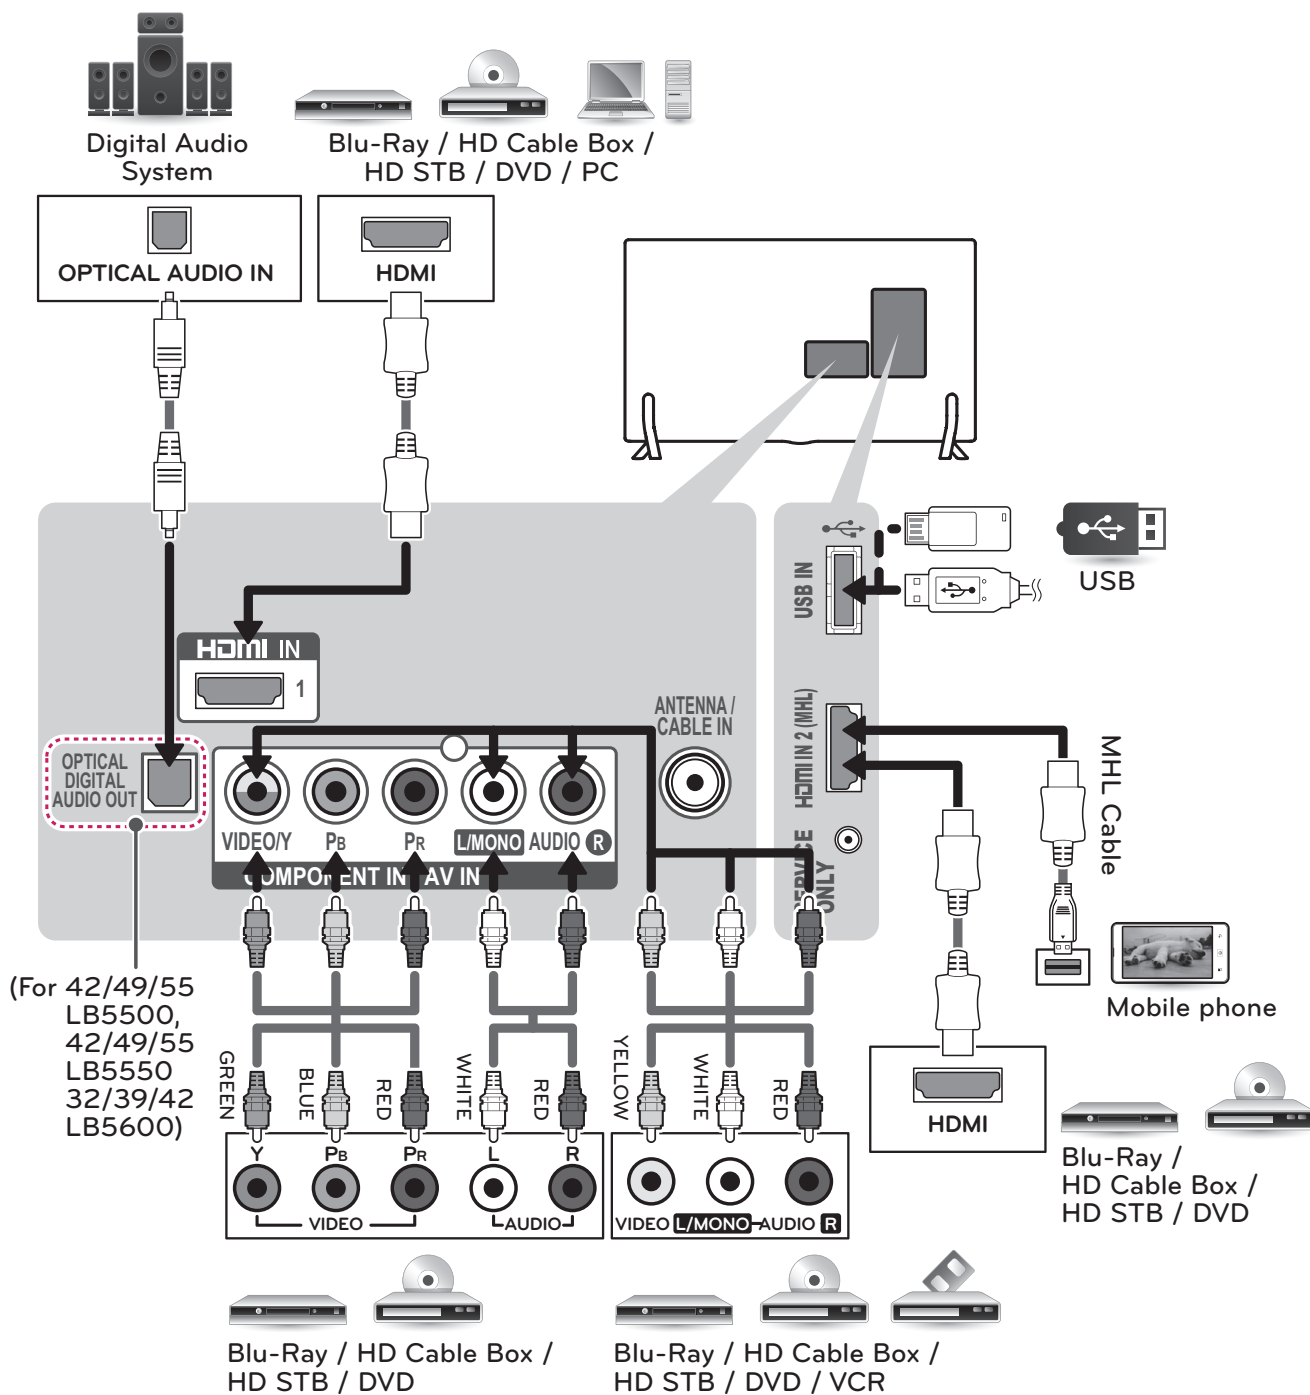 Digital Audio
System
Blu-Ray / HD Cable Box /
HD STB / DVD / PC
OPTICAL AUDIO IN
HDMI
USB IN
USB
HDMI IN
1
ANTENNA /
CABLE IN
HDMI IN 2 (MHL)
MHL Cable
OPTICAL
DIGITAL
AUDIO OUT
VIDEO/Y
PB
PR
L/MONO
AUDIO
R
COMPONENT IN / AV IN
SERVICE
ONLY
Mobile phone
(For 42/49/55
LB5500,
42/49/55
LB5550
32/39/42
LB5600)
GREEN
BLUE
RED
WHITE
RED
YELLOW
WHITE
RED
HDMI
Y
PB
PR
L
R
VIDEO
AUDIO
VIDEO
L/MONO
AUDIO
R
Blu-Ray /
HD Cable Box /
HD STB / DVD
Blu-Ray / HD Cable Box /
HD STB / DVD
Blu-Ray / HD Cable Box /
HD STB / DVD / VCR